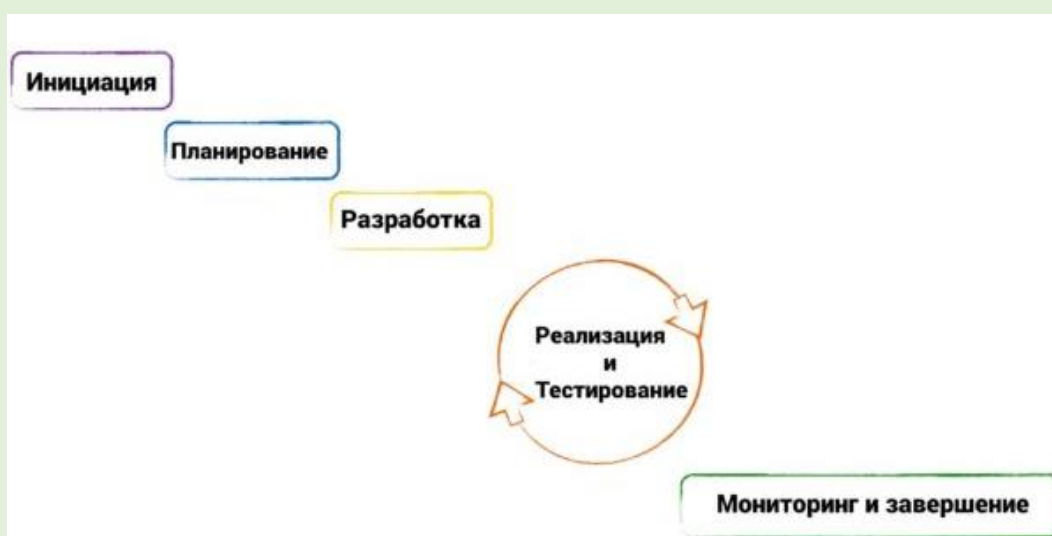 Инициация
Планирование
Разработка
Реализация
и
Тестирование
Мониторинг и завершение